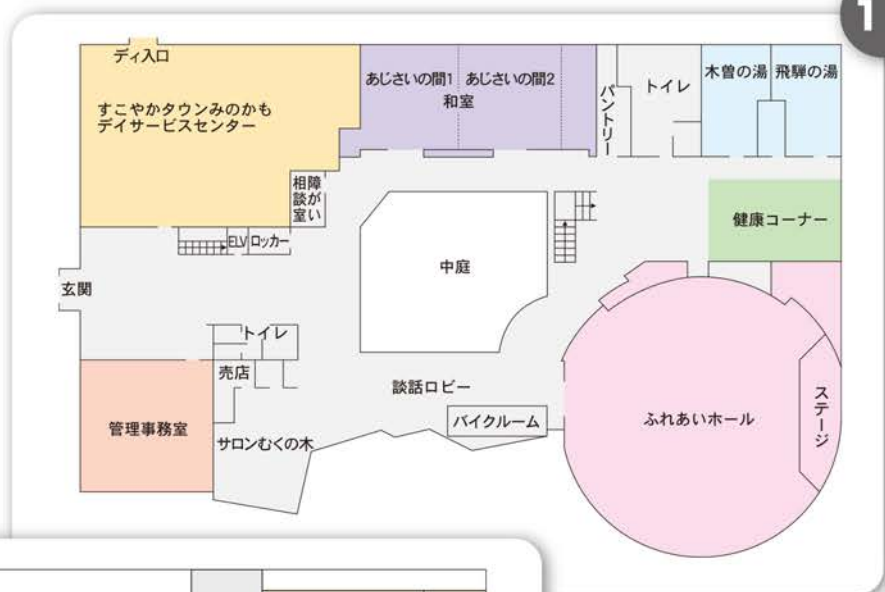 1
ディ入口
すこやかタウンみのかも
デイサービスセンター
あじさいの間1
あじさいの間2
和室
パントリー
トイレ
木曽の湯
飛騨の湯
障がい
相談室
ELV
ロッカー
健康コーナー
中庭
玄関
トイレ
売店
談話ロビー
バイクルーム
ふれあいホール
ステージ
管理事務室
サロンむくの木